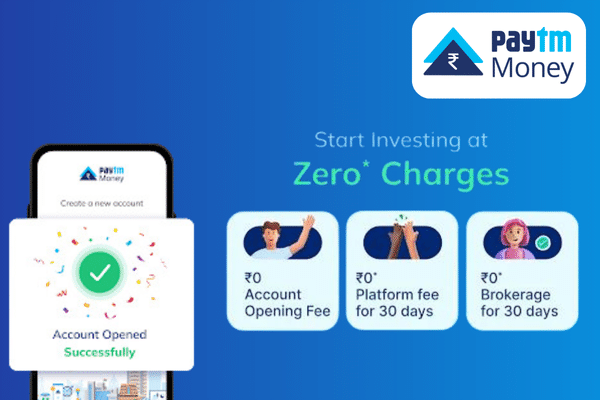 paytm
Money
Start Investing at
Zero* Charges
paytm
Money
Create a new account
Account Opened
Successfully
₹0
Account
Opening Fee
₹0*
Platform fee
for 30 days
₹0*
Brokerage
for 30 days